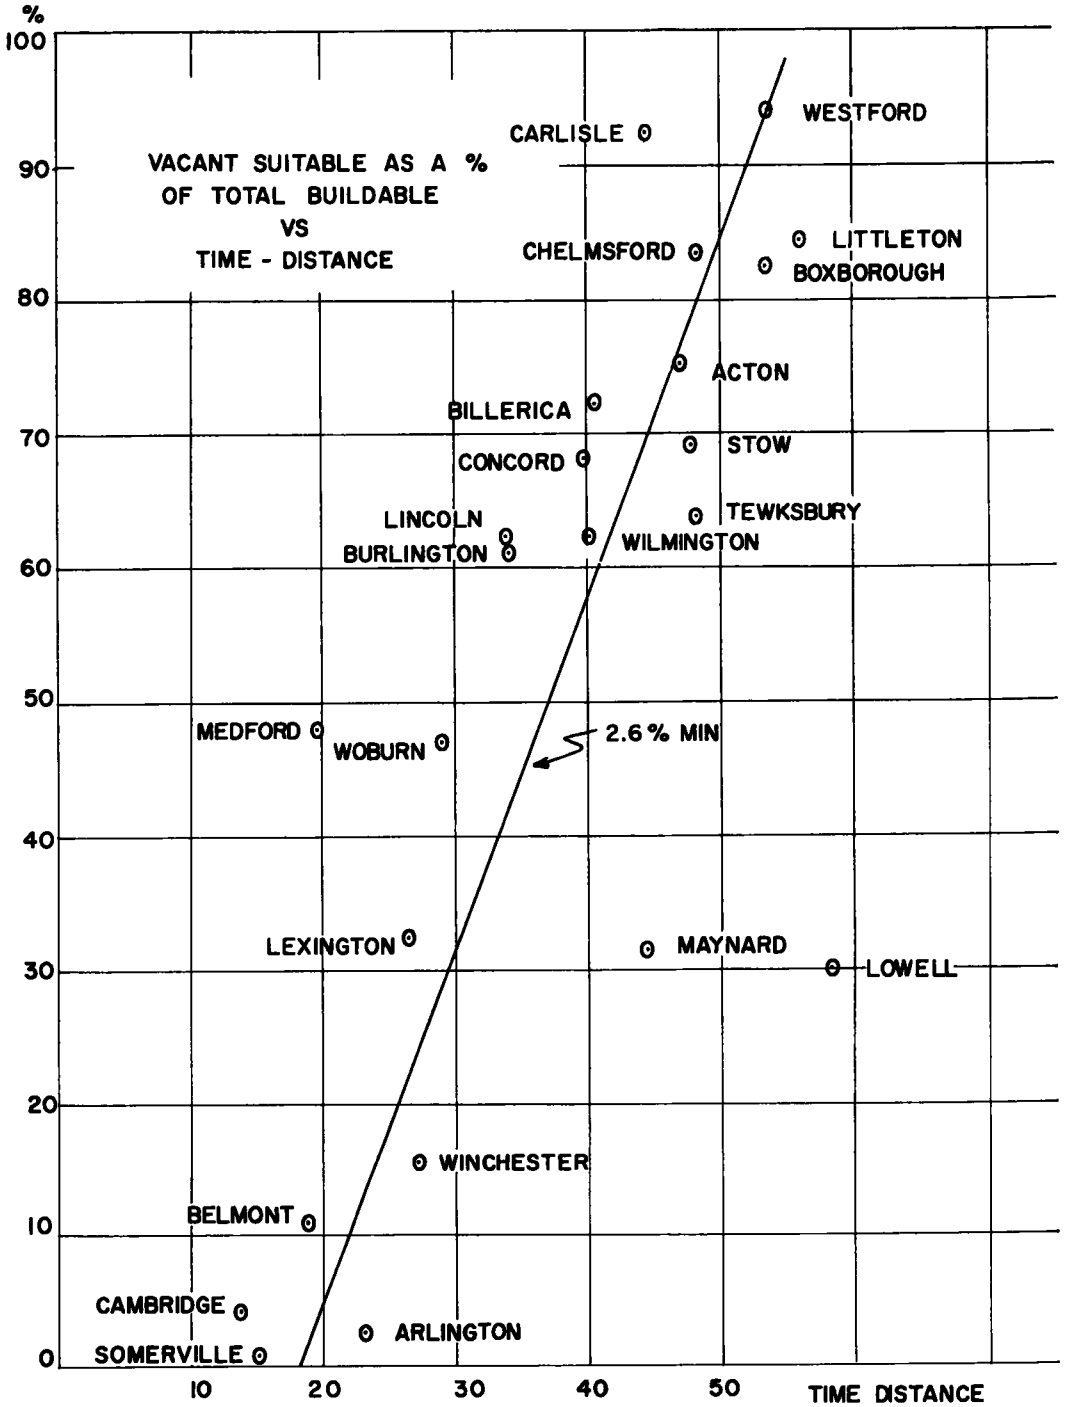 %
100
WESTFORD
CARLISLE
90
VACANT SUITABLE AS A %
OF TOTAL BUILDABLE
VS
TIME - DISTANCE
CHELMSFORD
LITTLETON
BOXBOROUGH
80
ACTON
BILLERICA
70
STOW
CONCORD
LINCOLN
TEWKSBURY
BURLINGTON
WILMINGTON
60
50
MEDFORD
WOBURN
2.6 % MIN
40
LEXINGTON
MAYNARD
30
LOWELL
20
WINCHESTER
BELMONT
10
CAMBRIDGE
ARLINGTON
SOMERVILLE
0
10 20 30 40 50 TIME DISTANCE